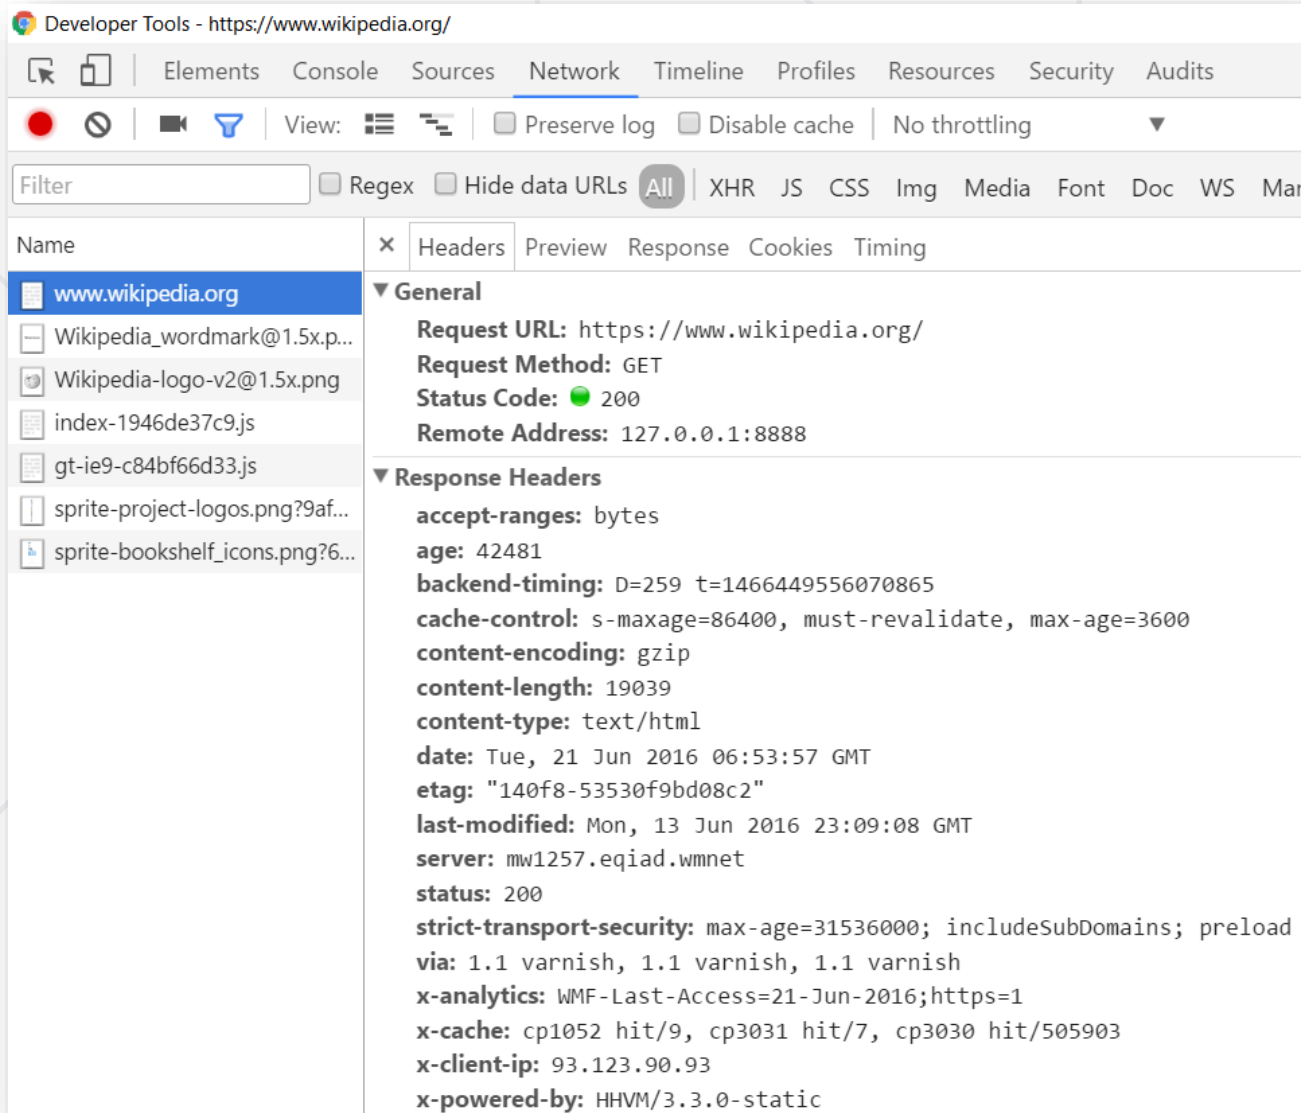 Developer Tools - https://www.wikipedia.org/
Elements Console Sources Network Timeline Profiles Resources Security Audits
View: Preserve log Disable cache No throttling
Filter Regex Hide data URLs All XHR JS CSS Img Media Font Doc WS Mar
Name
www.wikipedia.org
Wikipedia_wordmark@1.5x.p...
Wikipedia-logo-v2@1.5x.png
index-1946de37c9.js
gt-ie9-c84bf66d33.js
sprite-project-logos.png?9af...
sprite-bookshelf_icons.png?6...
Headers Preview Response Cookies Timing
General
Request URL: https://www.wikipedia.org/
Request Method: GET
Status Code: 200
Remote Address: 127.0.0.1:8888
Response Headers
accept-ranges: bytes
age: 42481
backend-timing: D=259 t=1466449556070865
cache-control: s-maxage=86400, must-revalidate, max-age=3600
content-encoding: gzip
content-length: 19039
content-type: text/html
date: Tue, 21 Jun 2016 06:53:57 GMT
etag: "140f8-53530f9bd08c2"
last-modified: Mon, 13 Jun 2016 23:09:08 GMT
server: mw1257.eqiad.wmnet
status: 200
strict-transport-security: max-age=31536000; includeSubDomains; preload
via: 1.1 varnish, 1.1 varnish, 1.1 varnish
x-analytics: WMF-Last-Access=21-Jun-2016;https=1
x-cache: cp1052 hit/9, cp3031 hit/7, cp3030 hit/505903
x-client-ip: 93.123.90.93
x-powered-by: HHVM/3.3.0-static